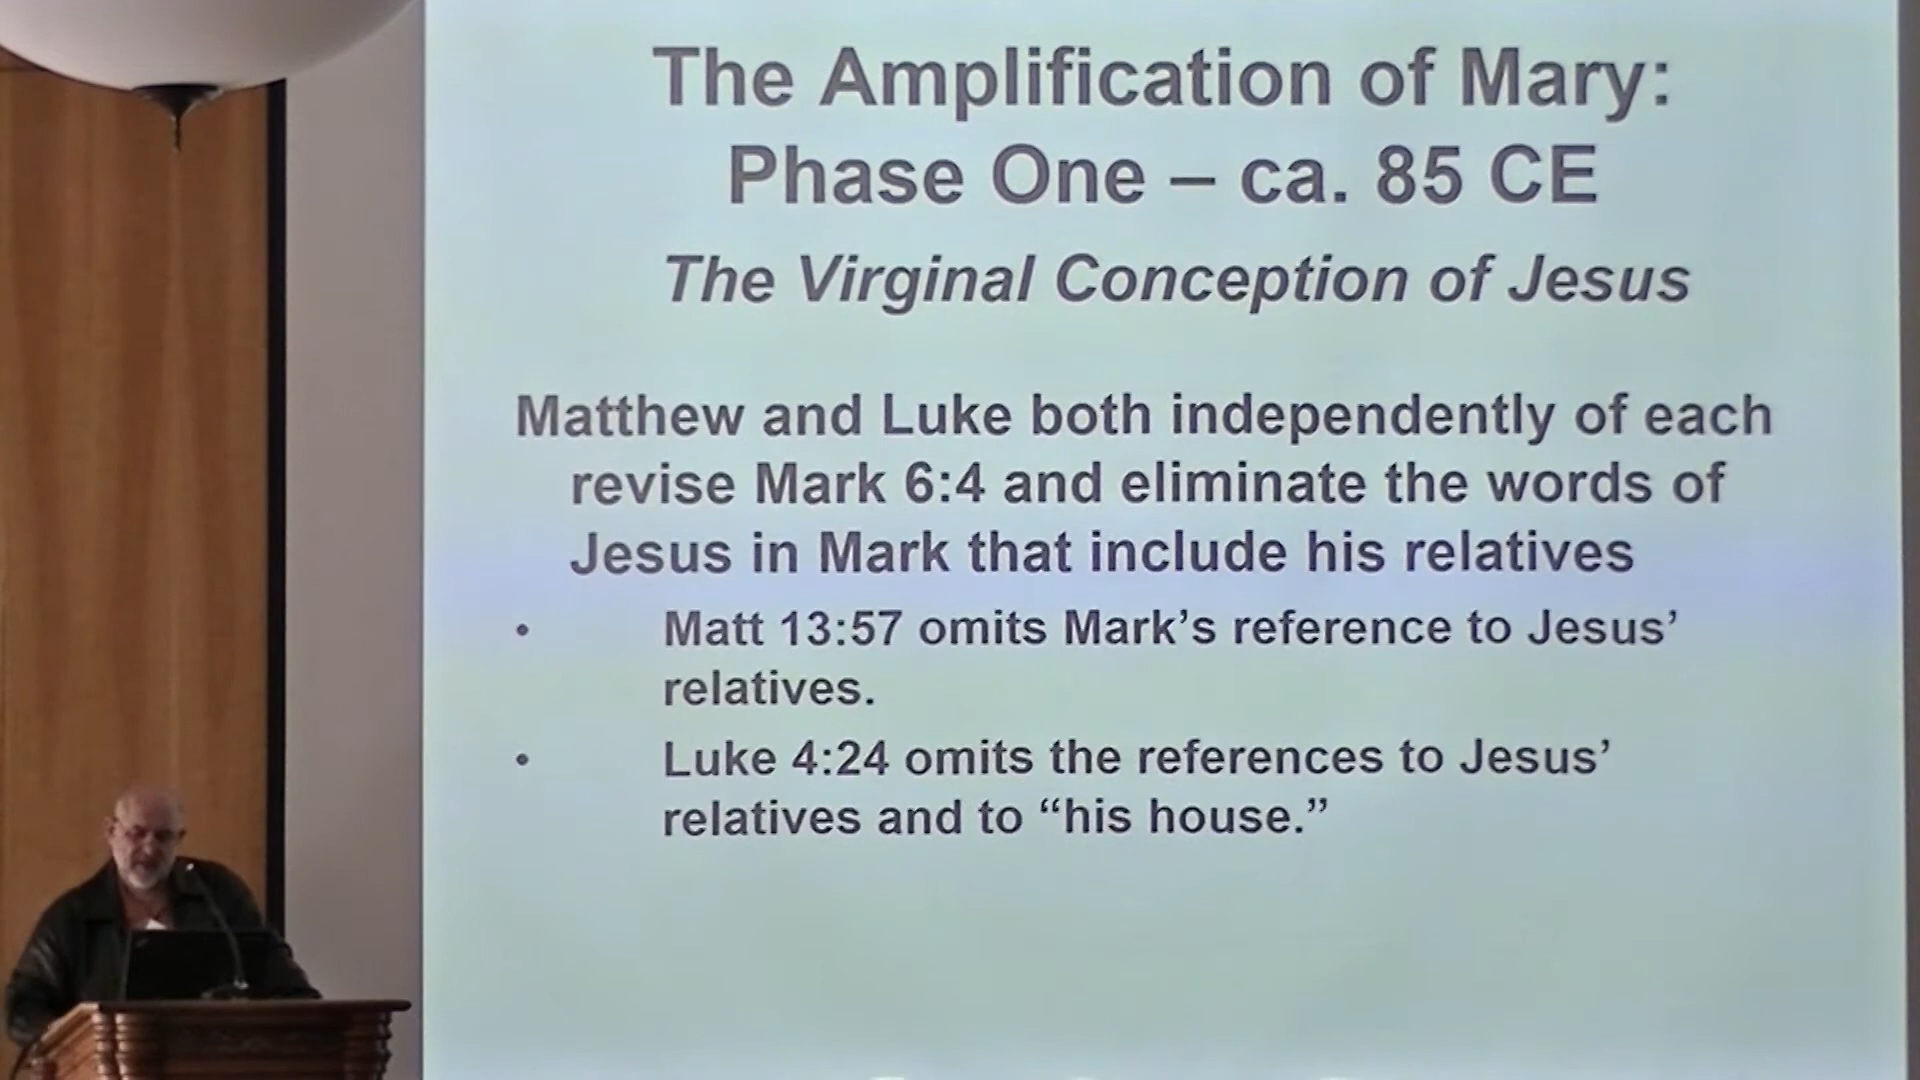 The Amplification of Mary:
Phase One – ca. 85 CE
The Virginal Conception of Jesus
Matthew and Luke both independently of each
revise Mark 6:4 and eliminate the words of
Jesus in Mark that include his relatives
• Matt 13:57 omits Mark’s reference to Jesus’
relatives.
• Luke 4:24 omits the references to Jesus’
relatives and to “his house.”